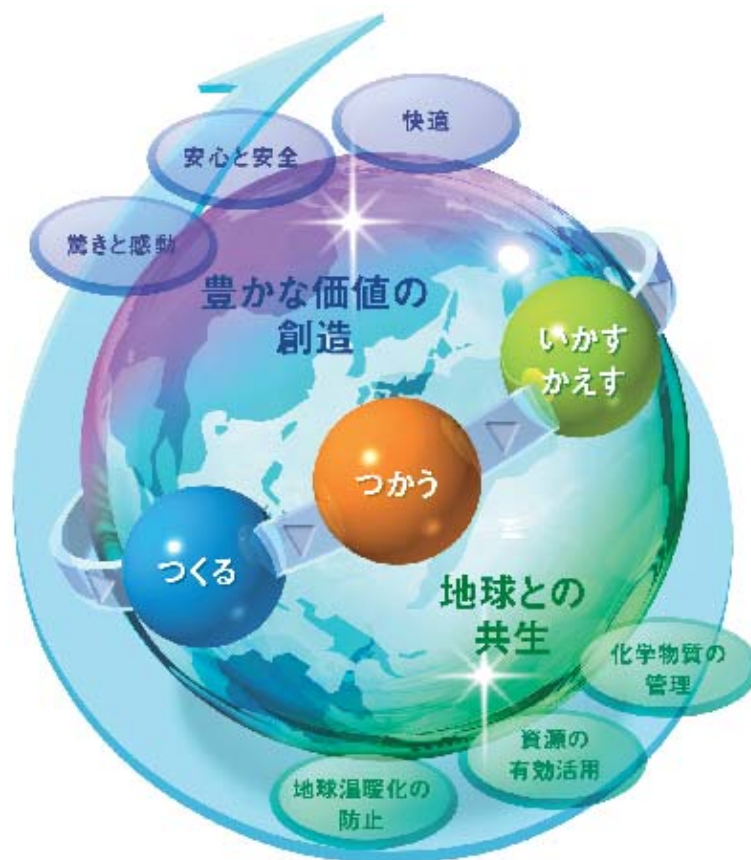 快適
安心と安全
驚きと感動
豊かな価値の
創造
いかす
かえす
つかう
つくる
地球との
共生
化学物質の
管理
資源の
有効活用
地球温暖化の
防止